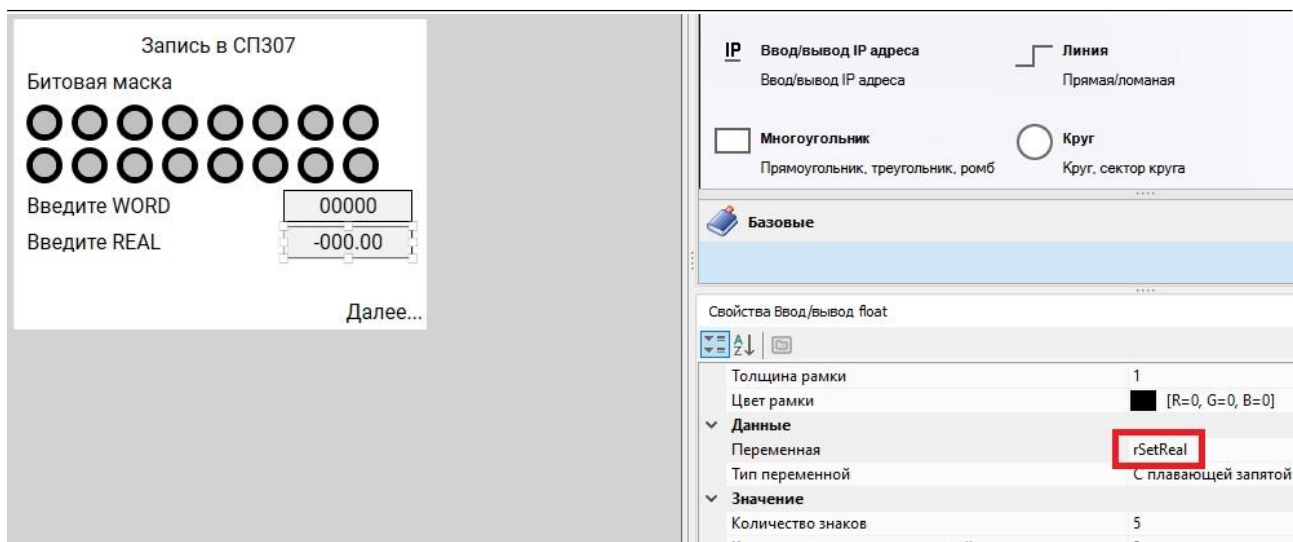 Запись в СП307
Битовая маска
Введите WORD
00000
Введите REAL
-000.00
Далее...
IP
Ввод/вывод IP адреса
Ввод/вывод IP адреса
Линия
Прямая/ломаная
Многоугольник
Прямоугольник, треугольник, ромб
Круг
Круг, сектор круга
Базовые
Свойства Ввод/вывод float
Толщина рамки
1
Цвет рамки
[R=0, G=0, B=0]
Данные
Переменная
rSetReal
Тип переменной
С плавающей запятой
Значение
Количество знаков
5